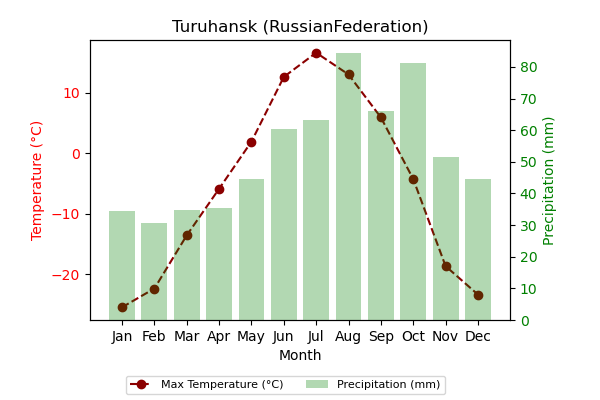 Turuhansk (RussianFederation)
Temperature (°C)
10
0
−10
−20
80
70
60
50
40
30
20
10
0
Precipitation (mm)
Jan Feb Mar Apr May Jun Jul Aug Sep Oct Nov Dec
Month
Max Temperature (°C) Precipitation (mm)